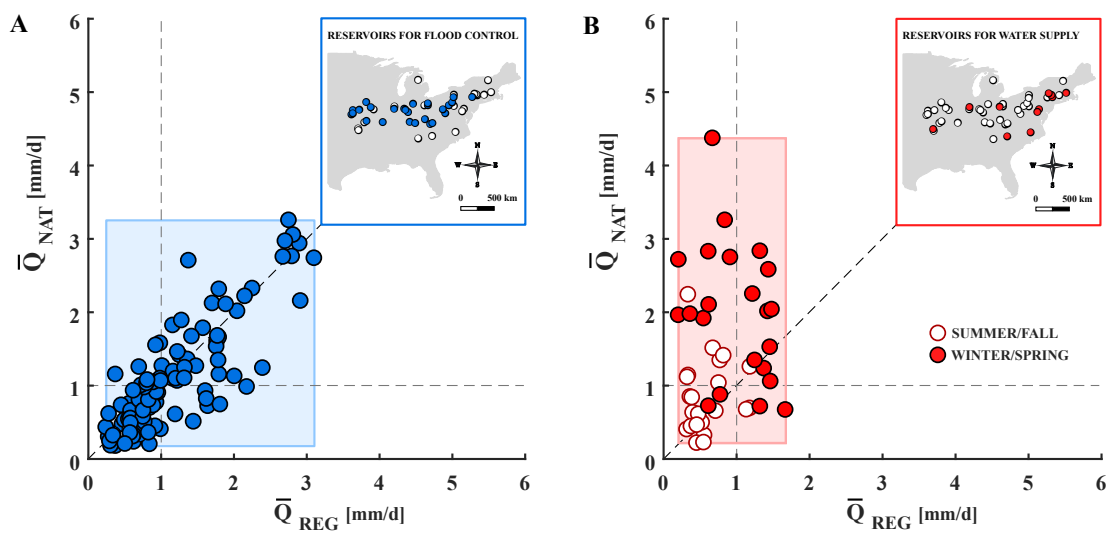 A
RESERVOIRS FOR FLOOD CONTROL
N
W E
S
0 500 km
6
5
4
3
2
1
0
Q̅ NAT [mm/d]
0 1 2 3 4 5 6
Q̅ REG [mm/d]
B
RESERVOIRS FOR WATER SUPPLY
N
W E
S
0 500 km
SUMMER/FALL
WINTER/SPRING
6
5
4
3
2
1
0
Q̅ NAT [mm/d]
0 1 2 3 4 5 6
Q̅ REG [mm/d]